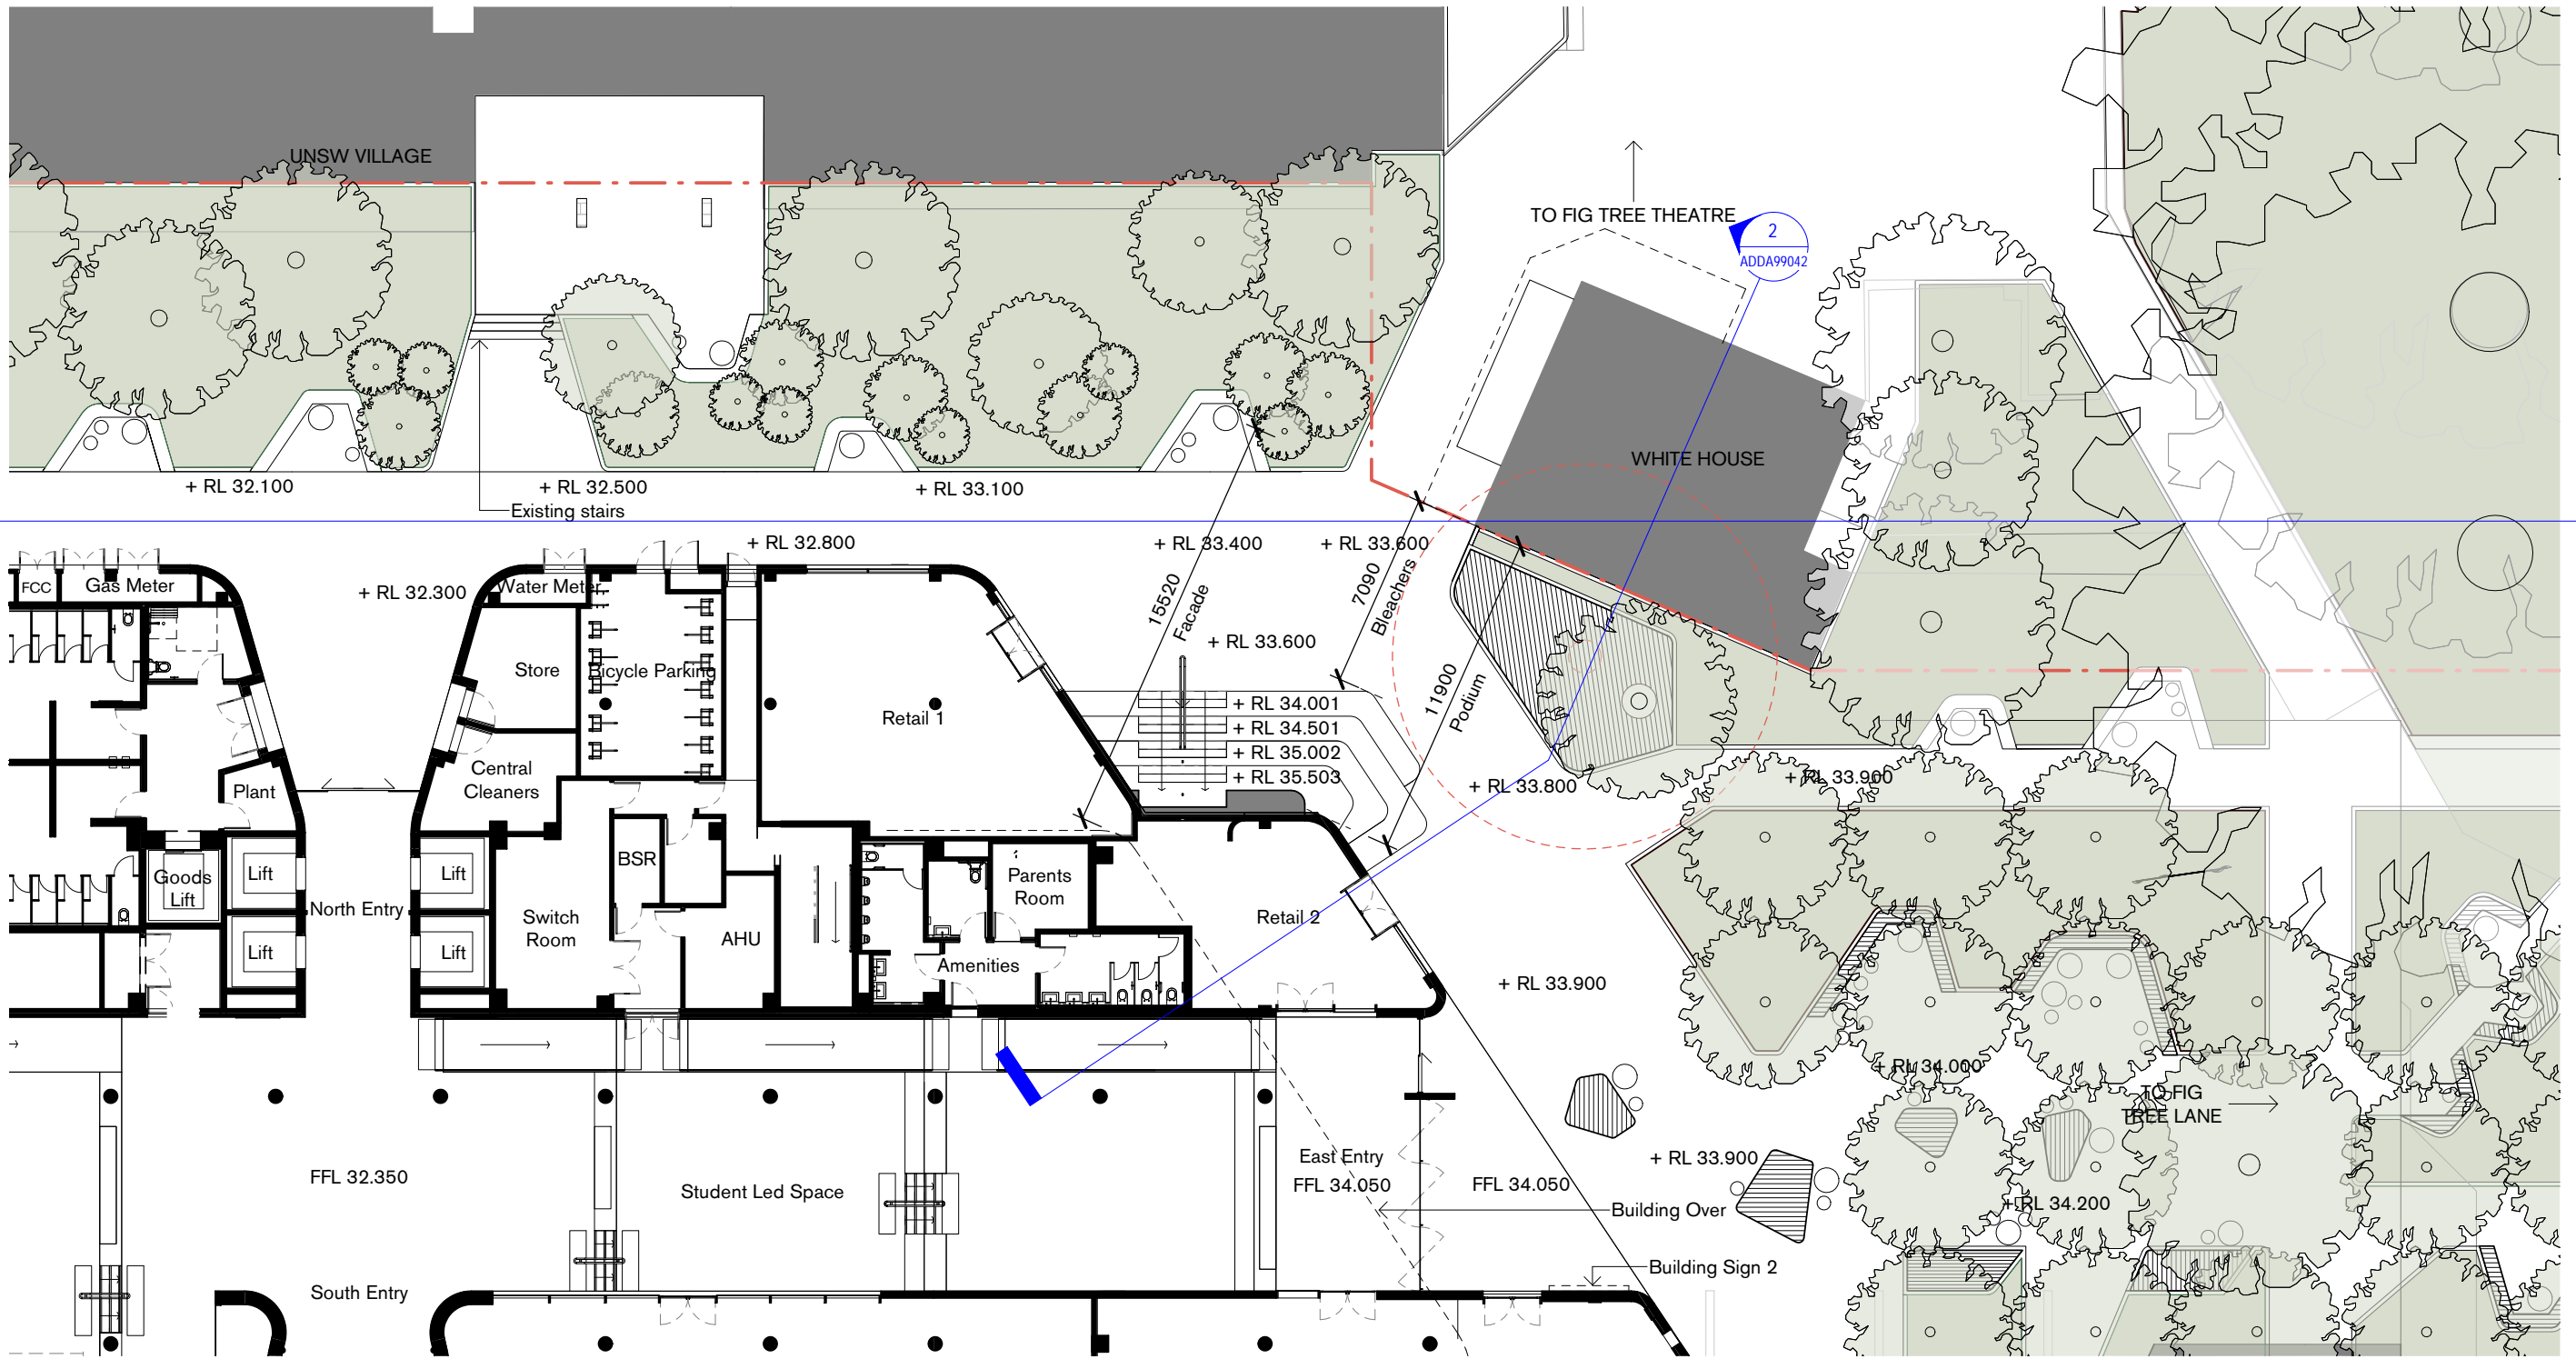 UNSW VILLAGE
TO FIG TREE THEATRE
2
ADDA99042
WHITE HOUSE
+ RL 32.100
+ RL 32.500
+ RL 33.100
Existing stairs
+ RL 32.800
+ RL 33.400
+ RL 33.600
FCC
Gas Meter
+ RL 32.300
Water Meter
15520
Facade
7090
Bleachers
+ RL 33.600
Store
Bicycle Parking
Retail 1
11900
Podium
+ RL 34.001
+ RL 34.501
+ RL 35.002
+ RL 35.503
Central
Cleaners
Plant
+ RL 33.800
+ RL 33.900
Goods
Lift
Lift
Lift
BSR
Parents
Room
North Entry
Switch
Room
Retail 2
Lift
Lift
AHU
Amenities
+ RL 33.900
+ RL 34.000
TO FIG
TREE LANE
FFL 32.350
Student Led Space
East Entry
FFL 34.050
FFL 34.050
+ RL 33.900
Building Over
+ RL 34.200
Building Sign 2
South Entry